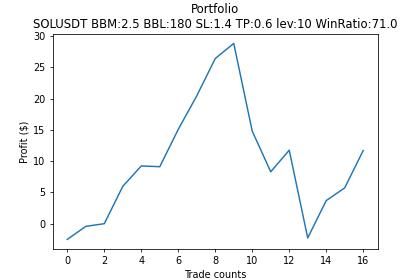 Portfolio
SOLUSDT BBM:2.5 BBL:180 SL:1.4 TP:0.6 lev:10 WinRatio:71.0
30
25
20
15
10
5
0
Profit ($)
0 2 4 6 8 10 12 14 16
Trade counts